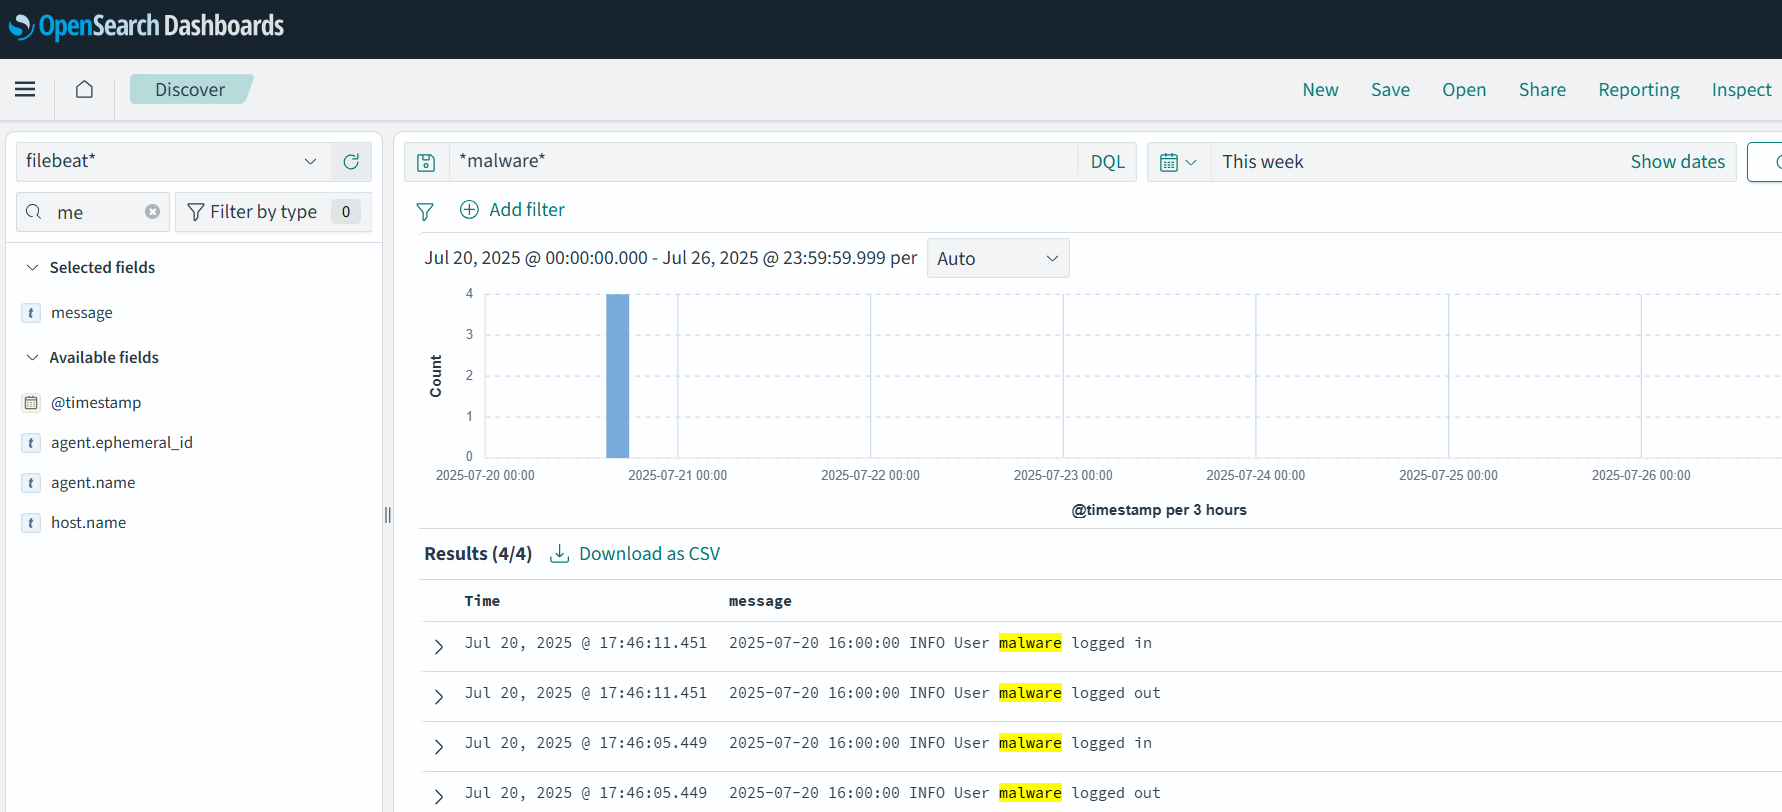 OpenSearch Dashboards
Discover
New Save Open Share Reporting Inspect
filebeat*
me
Filter by type 0
Selected fields
t message
Available fields
@timestamp
t agent.ephemeral_id
t agent.name
t host.name
*malware* DQL
This week Show dates
Add filter
Jul 20, 2025 @ 00:00:00.000 - Jul 26, 2025 @ 23:59:59.999 per Auto
4
3
2
1
0
Count
2025-07-20 00:00 2025-07-21 00:00 2025-07-22 00:00 2025-07-23 00:00 2025-07-24 00:00 2025-07-25 00:00 2025-07-26 00:00
@timestamp per 3 hours
Results (4/4) Download as CSV
Time message
Jul 20, 2025 @ 17:46:11.451 2025-07-20 16:00:00 INFO User malware logged in
Jul 20, 2025 @ 17:46:11.451 2025-07-20 16:00:00 INFO User malware logged out
Jul 20, 2025 @ 17:46:05.449 2025-07-20 16:00:00 INFO User malware logged in
Jul 20, 2025 @ 17:46:05.449 2025-07-20 16:00:00 INFO User malware logged out